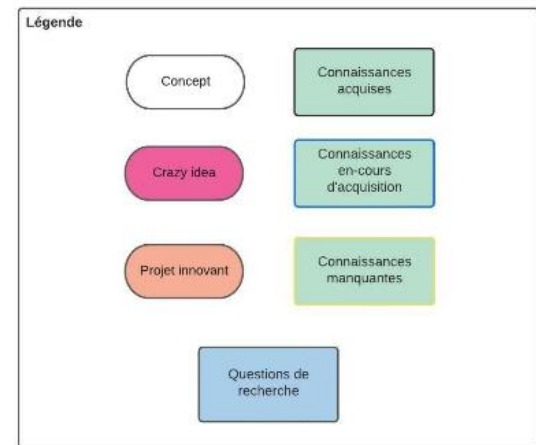 Légende
Concept
Connaissances
acquises
Crazy idea
Connaissances
en-cours
d'acquisition
Projet innovant
Connaissances
manquantes
Questions de
recherche